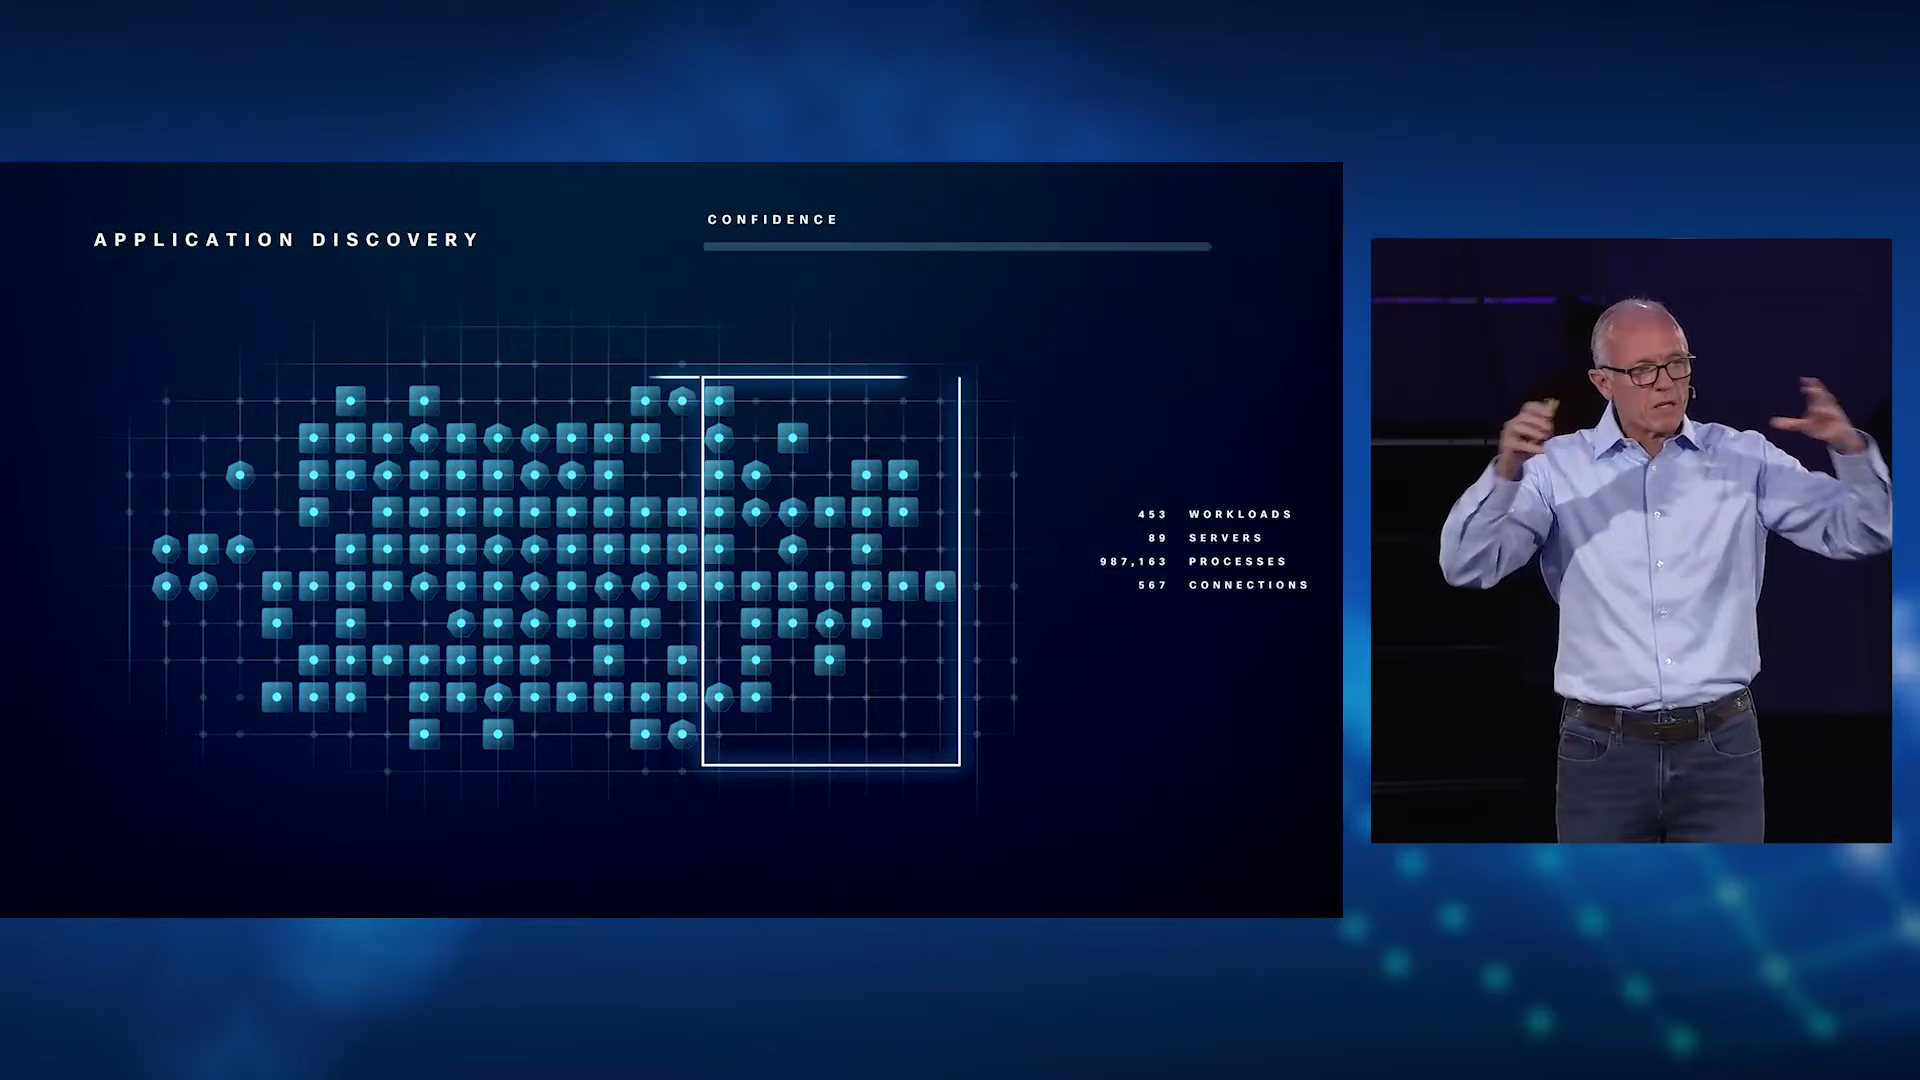 APPLICATION DISCOVERY
CONFIDENCE
453 WORKLOADS
89 SERVERS
987,163 PROCESSES
567 CONNECTIONS